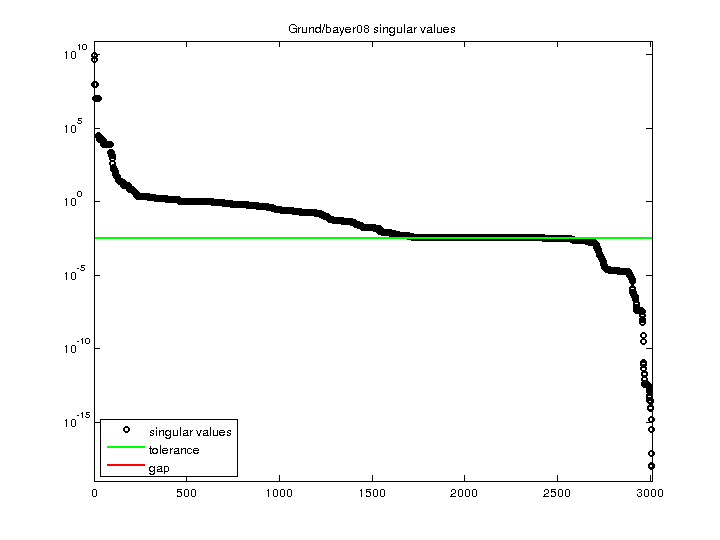 Grund/bayer08 singular values
10^10
10^5
10^0
10^-5
10^-10
10^-15
singular values
tolerance
gap
0 500 1000 1500 2000 2500 3000